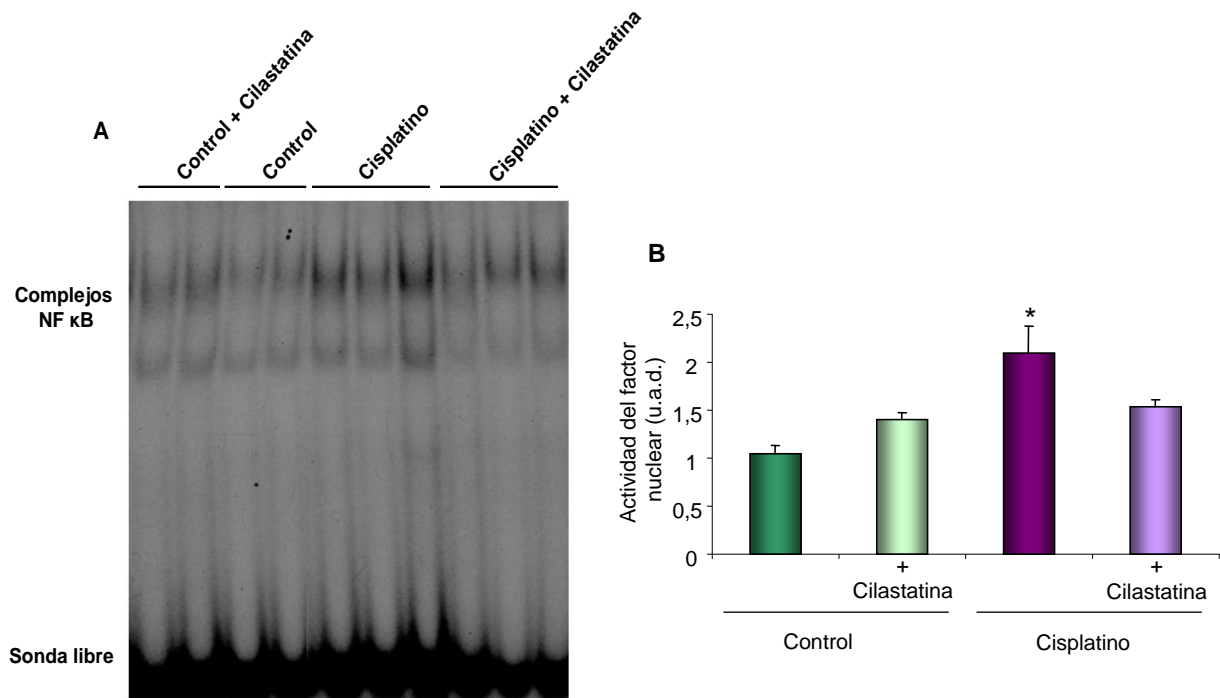 A
Control + Cilastatina
Control
Cisplatino
Cisplatino + Cilastatina
Complejos
NF κB
Sonda libre
B
Actividad del factor
nuclear (u.a.d.)
2,5
2
1,5
1
0,5
0
*
+
Cilastatina
+
Cilastatina
Control
Cisplatino